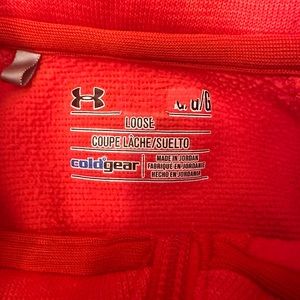 LOOSE
COUPE LÂCHE/SUELTO
coldgear
MADE IN JORDAN
FABRIQUÉ EN JORDANIE
HECHO EN JORDANIA